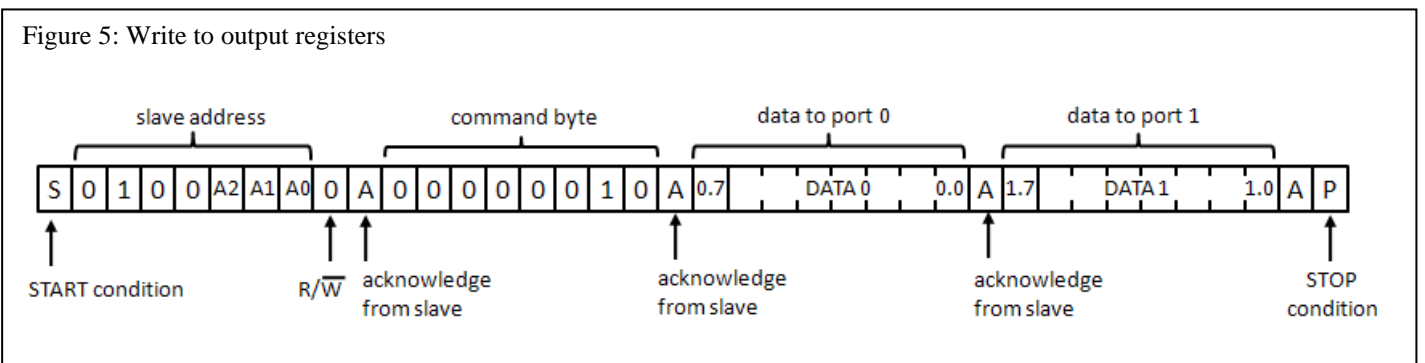 Figure 5: Write to output registers
slave address command byte data to port 0 data to port 1
S 0 1 0 0 A2 A1 A0 0 A 0 0 0 0 0 0 1 0 A 0.7 DATA 0 0.0 A 1.7 DATA 1 1.0 A P
START condition R/W̅ acknowledge from slave acknowledge from slave acknowledge from slave STOP condition